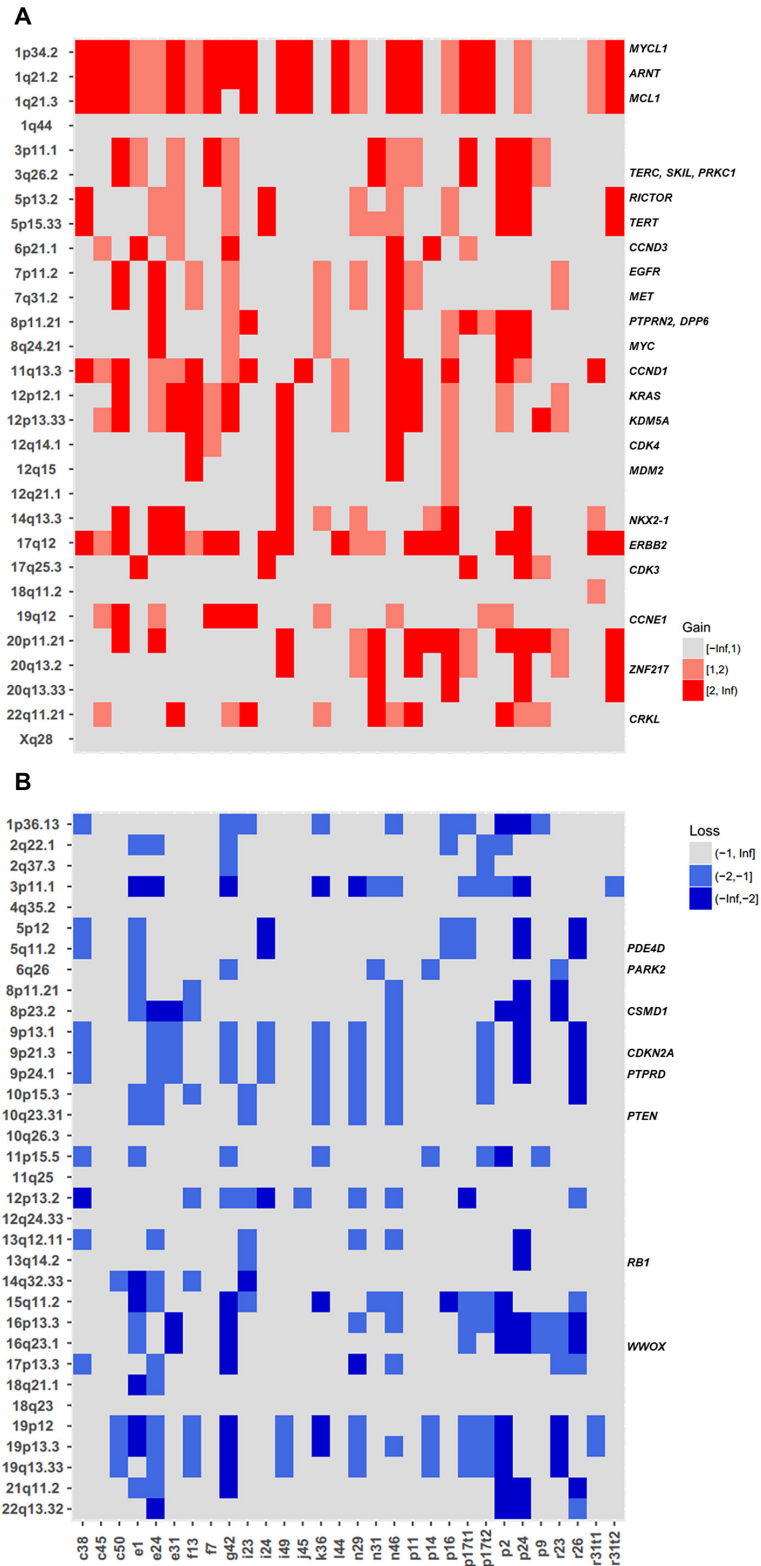 A
1p34.2 MYCL1
1q21.2 ARNT
1q21.3 MCL1
1q44
3p11.1
3q26.2 TERC, SKIL, PRKC1
5p13.2 RICTOR
5p15.33 TERT
6p21.1 CCND3
7p11.2 EGFR
7q31.2 MET
8p11.21 PTPRN2, DPP6
8q24.21 MYC
11q13.3 CCND1
12p12.1 KRAS
12p13.33 KDM5A
12q14.1 CDK4
12q15 MDM2
12q21.1
14q13.3 NKX2-1
17q12 ERBB2
17q25.3 CDK3
18q11.2
19q12 CCNE1
20p11.21
20q13.2 ZNF217
20q13.33
22q11.21 CRKL
Xq28
Gain
[−Inf,1)
[1,2)
[2, Inf)
B
1p36.13
2q22.1
2q37.3
3p11.1
4q35.2
5p12
5q11.2 PDE4D
6q26 PARK2
8p11.21
8p23.2 CSMD1
9p13.1
9p21.3 CDKN2A
9p24.1 PTPRD
10p15.3
10q23.31 PTEN
10q26.3
11p15.5
11q25
12p13.2
12q24.33
13q12.11
13q14.2 RB1
14q32.33
15q11.2
16p13.3
16q23.1 WWOX
17p13.3
18q21.1
18q23
19p12
19p13.3
19q13.33
21q11.2
22q13.32
Loss
(−1, Inf]
(−2,−1]
(−Inf,−2]
c38 c45 c50 e1 e24 e31 f13 f7 g42 i23 i24 i49 j45 k36 l44 n29 n31 n46 p11 p14 p16 p17t1 p17t2 p2 p24 p9 r23 r26 r31t1 r31t2